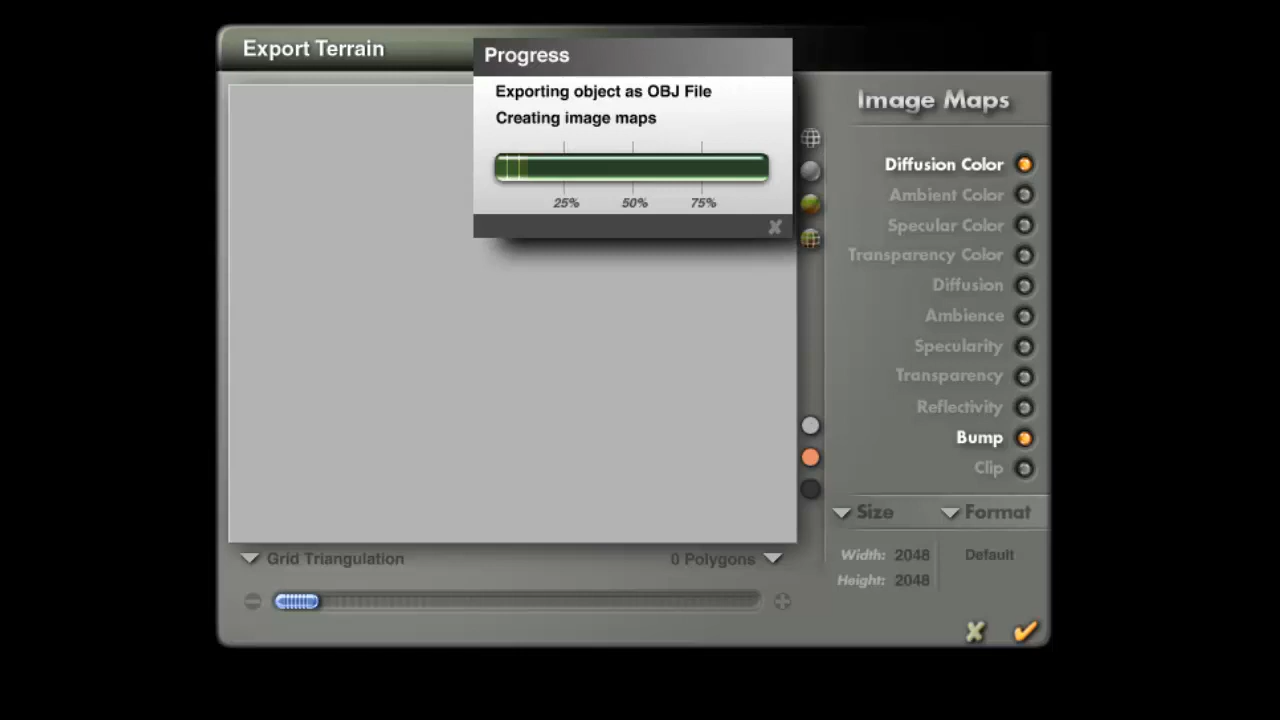 Export Terrain
Progress
Exporting object as OBJ File
Creating image maps
25% 50% 75%
Image Maps
Diffusion Color
Ambient Color
Specular Color
Transparency Color
Diffusion
Ambience
Specularity
Transparency
Reflectivity
Bump
Clip
Size Format
Width: 2048 Default
Height: 2048
Grid Triangulation 0 Polygons